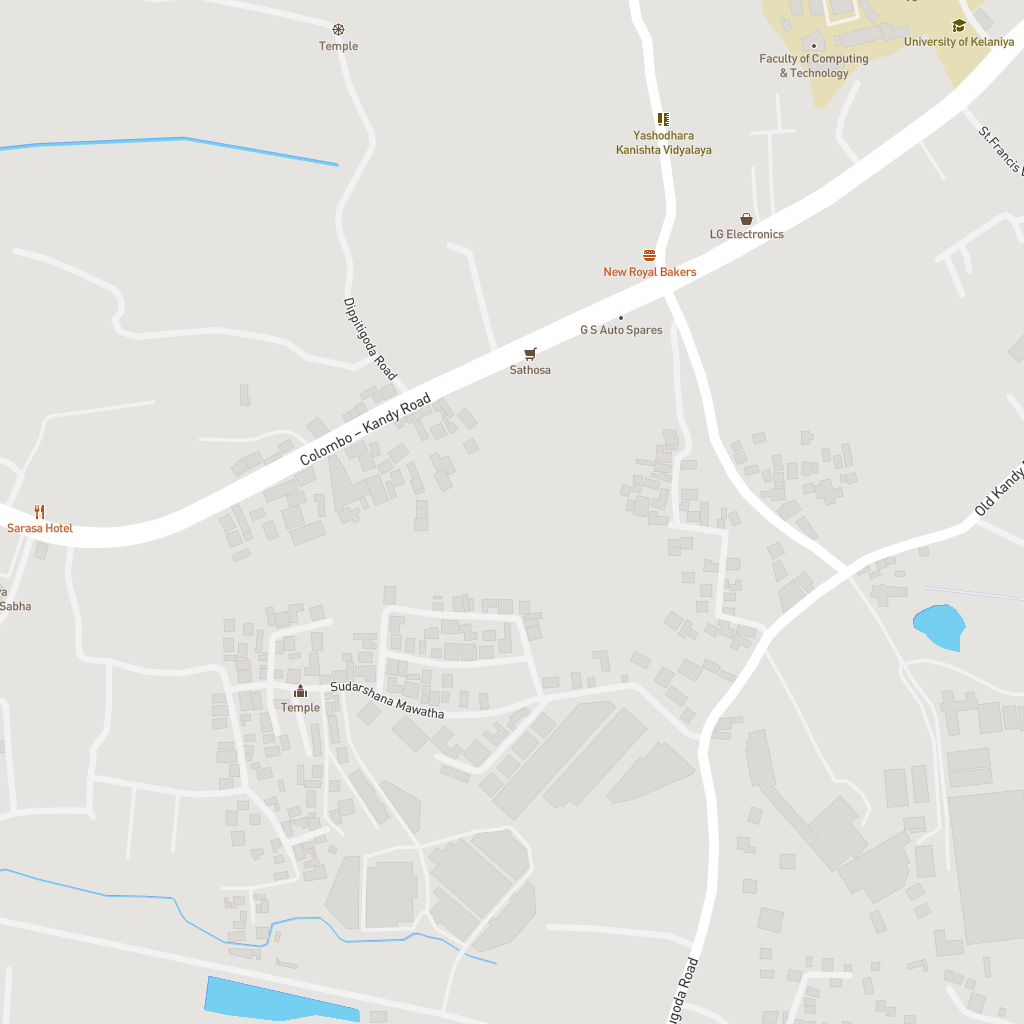 University of Kelaniya
Temple
Faculty of Computing
& Technology
Yashodhara
Kanishta Vidyalaya
St.Francis
LG Electronics
New Royal Bakers
G S Auto Spares
Dippitigoda Road
Sathosa
Colombo – Kandy Road
Old Kandy
Sarasa Hotel
Sabha
Sudarshana Mawatha
Temple
Road